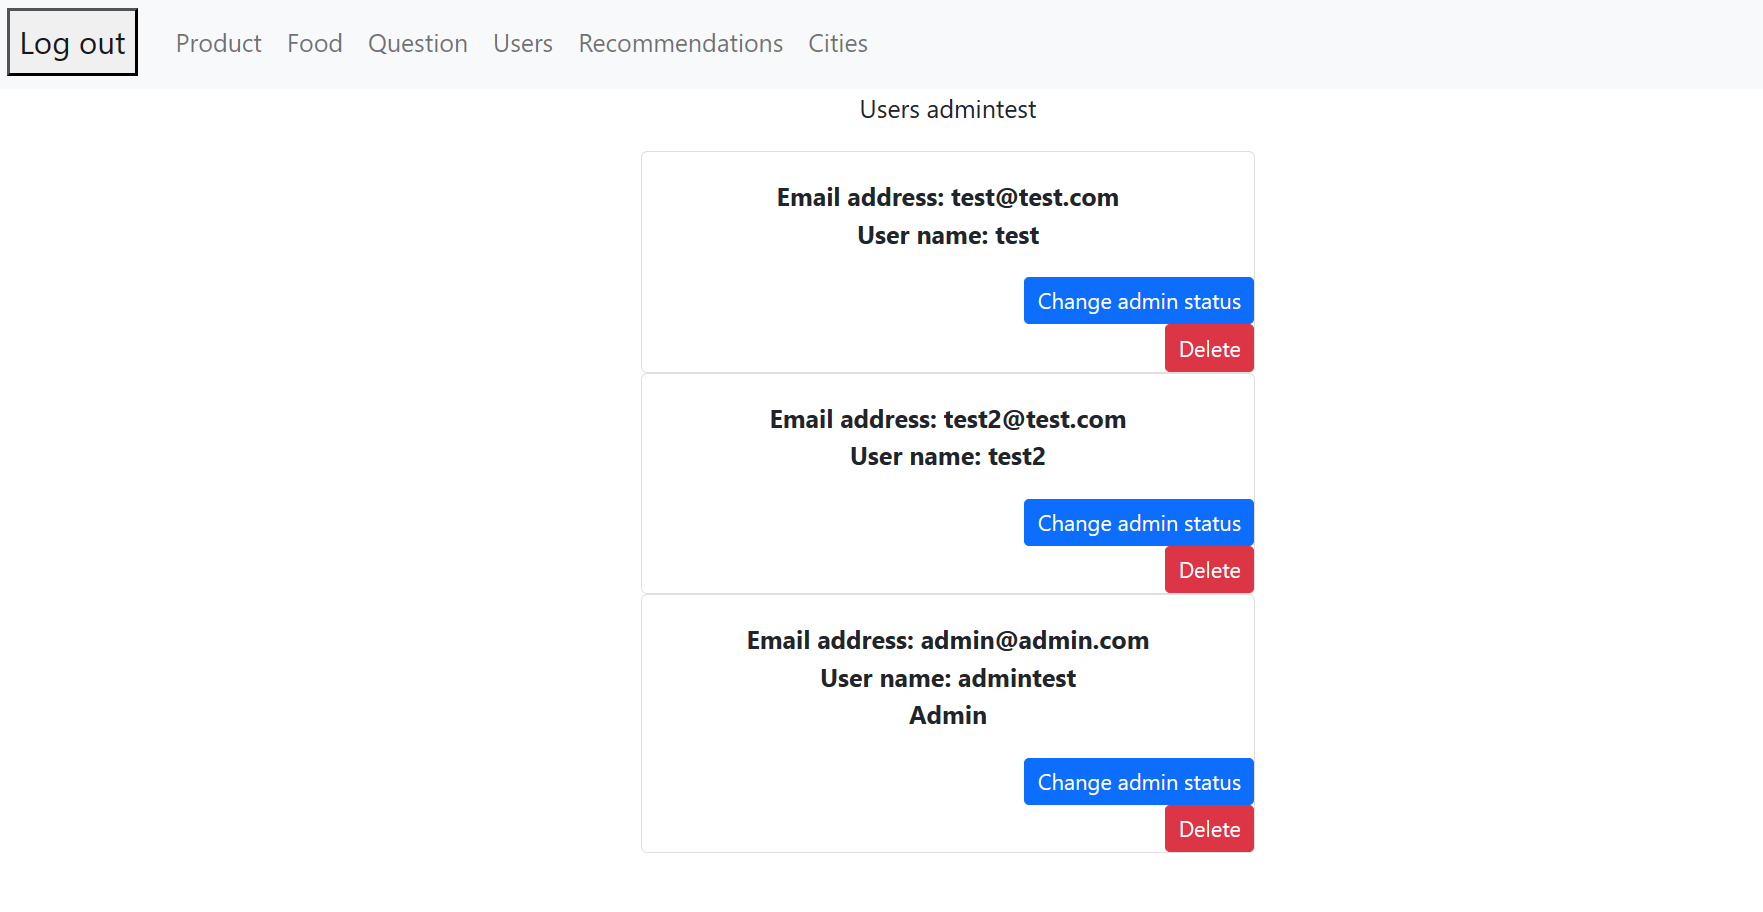 Log out Product Food Question Users Recommendations Cities
Users admintest
Email address: test@test.com
User name: test
Change admin status
Delete
Email address: test2@test.com
User name: test2
Change admin status
Delete
Email address: admin@admin.com
User name: admintest
Admin
Change admin status
Delete